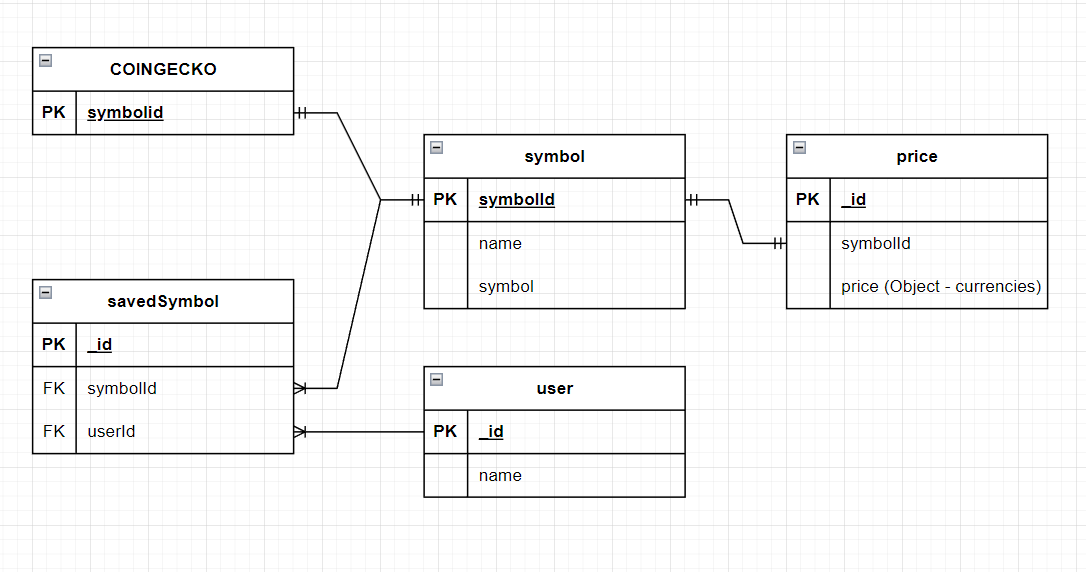 COINGECKO
PK symbolid
symbol
PK symbolId
name
symbol
price
PK _id
symbolId
price (Object - currencies)
savedSymbol
PK _id
FK symbolId
FK userId
user
PK _id
name